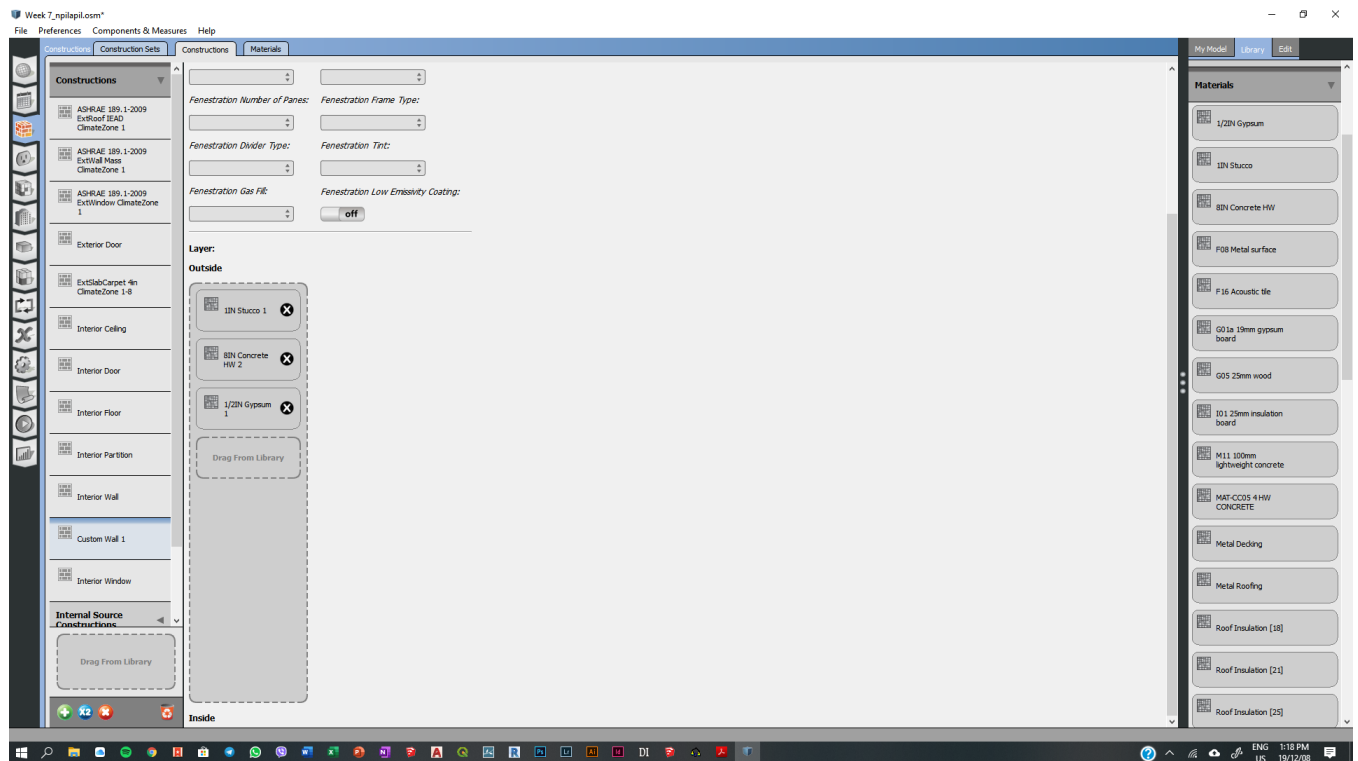 Week 7_npilapil.osm*
File Preferences Components & Measures Help
Constructions Construction Sets Constructions Materials
My Model Library Edit
Constructions
ASHRAE 189.1-2009
ExtRoof IEAD
ClimateZone 1
ASHRAE 189.1-2009
ExtWall Mass
ClimateZone 1
ASHRAE 189.1-2009
ExtWindow ClimateZone
1
Exterior Door
ExtSlabCarpet 4in
ClimateZone 1-8
Interior Ceiling
Interior Door
Interior Floor
Interior Partition
Interior Wall
Custom Wall 1
Interior Window
Internal Source
Constructions
Drag From Library
X2
Fenestration Number of Panes: Fenestration Frame Type:
Fenestration Divider Type: Fenestration Tint:
Fenestration Gas Fill: Fenestration Low Emissivity Coating:
off
Layer:
Outside
1IN Stucco 1
8IN Concrete
HW 2
1/2IN Gypsum
1
Drag From Library
Inside
Materials
1/2IN Gypsum
1IN Stucco
8IN Concrete HW
F08 Metal surface
F16 Acoustic tile
G01a 19mm gypsum
board
G05 25mm wood
I01 25mm insulation
board
M11 100mm
lightweight concrete
MAT-CC05 4 HW
CONCRETE
Metal Decking
Metal Roofing
Roof Insulation [18]
Roof Insulation [21]
Roof Insulation [25]
DI
ENG 1:18 PM
US 19/12/08